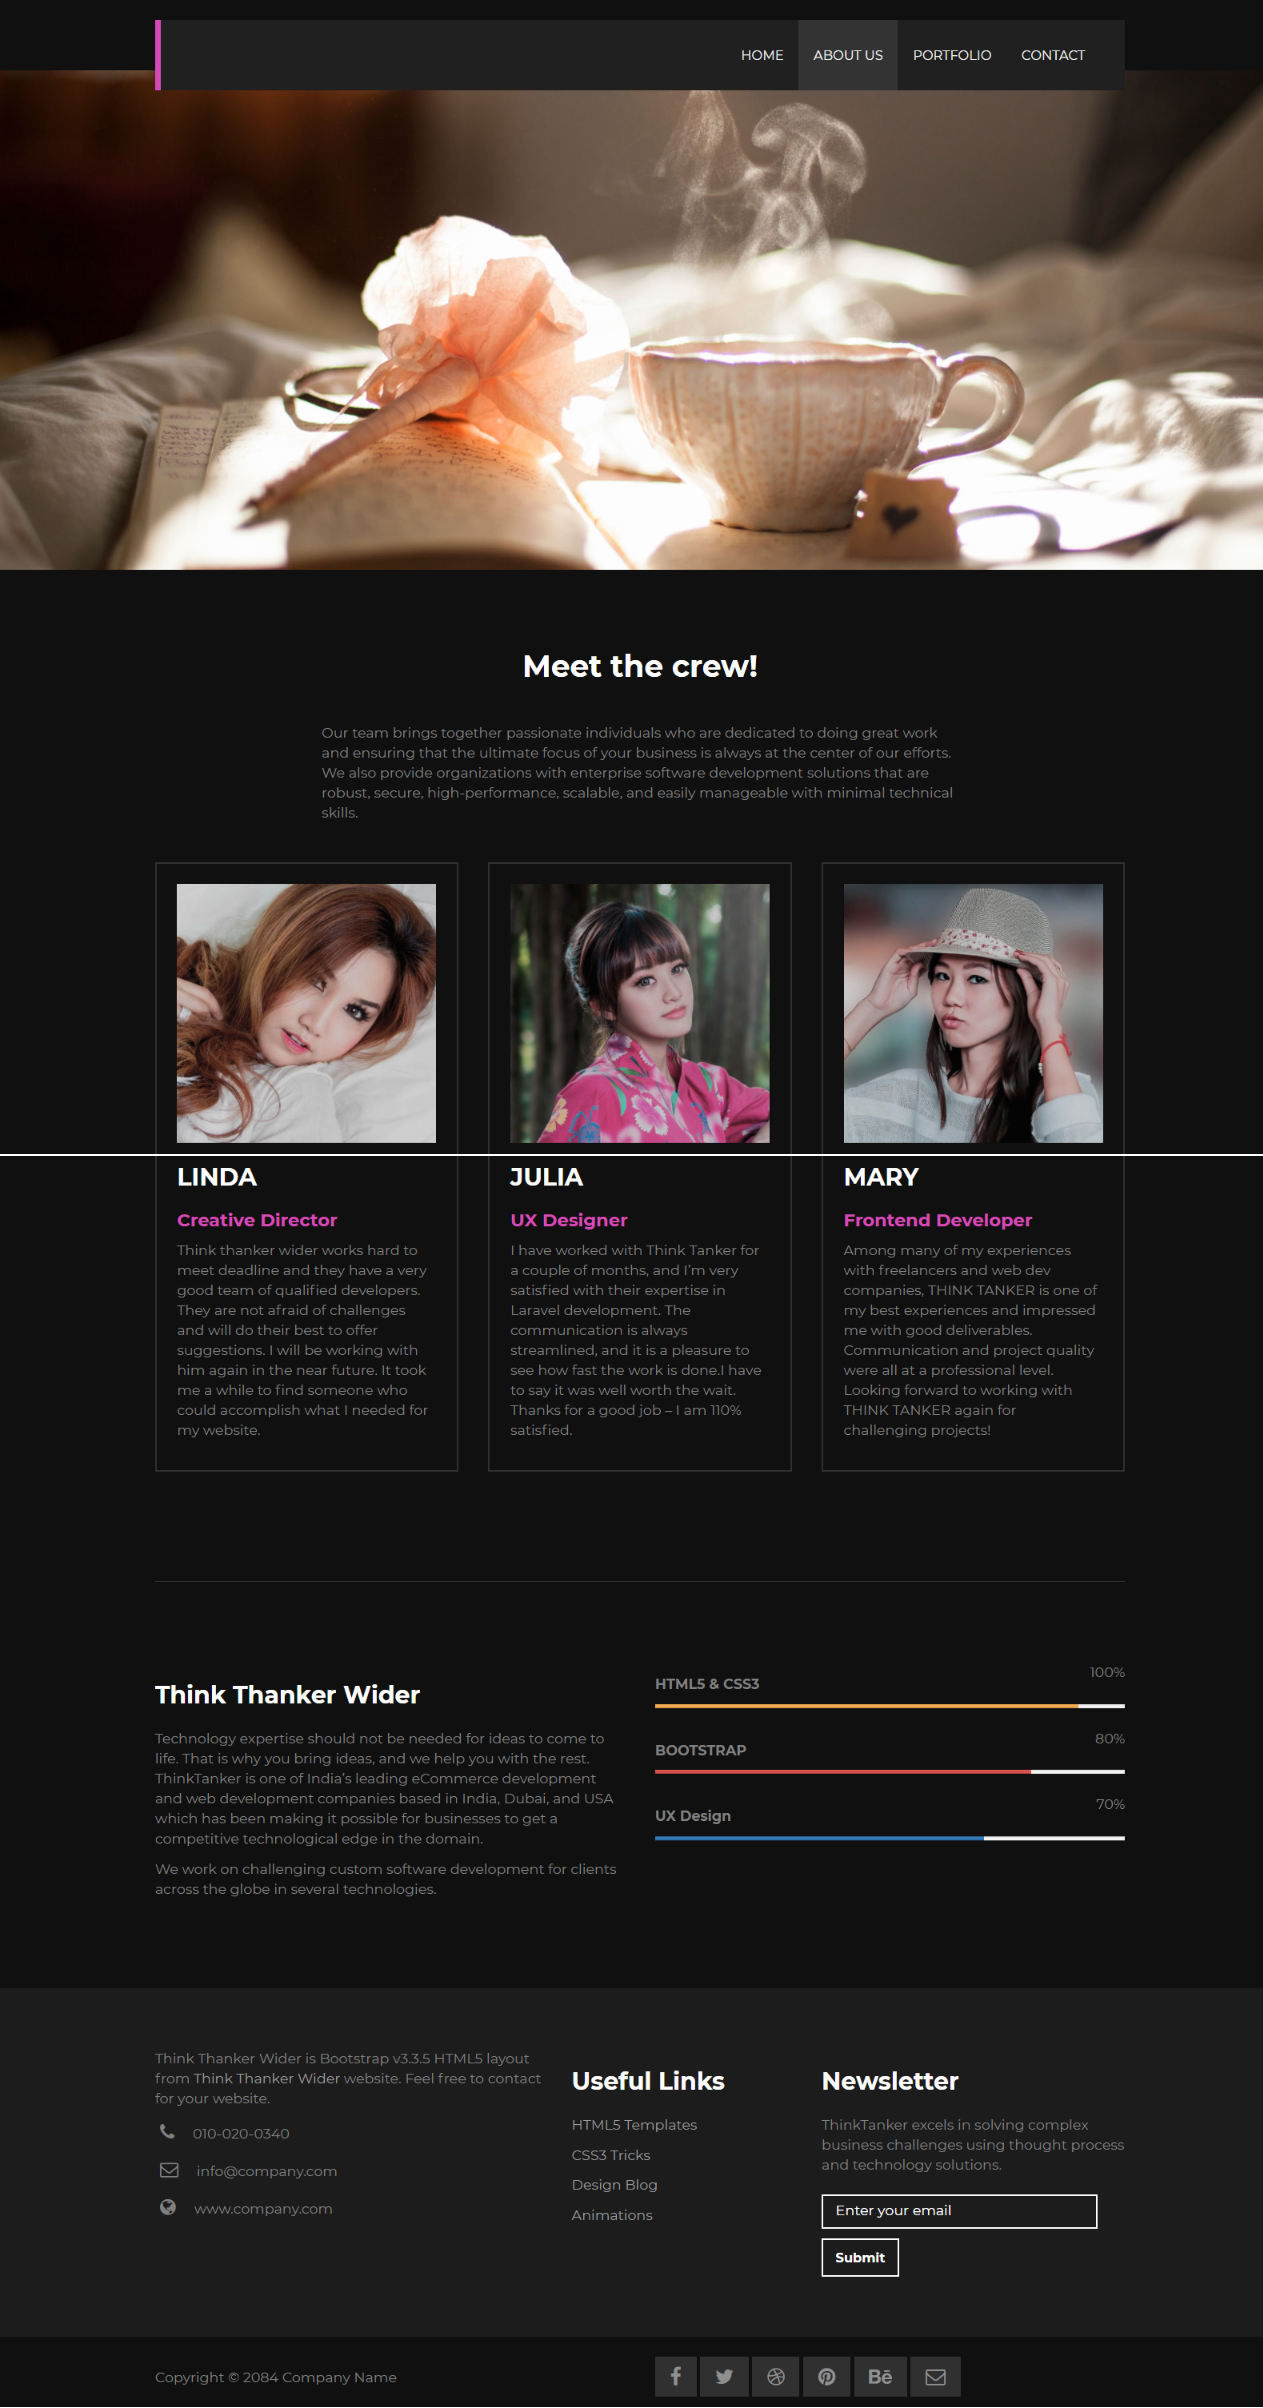 HOME ABOUT US PORTFOLIO CONTACT
Meet the crew!
Our team brings together passionate individuals who are dedicated to doing great work
and ensuring that the ultimate focus of your business is always at the center of our efforts.
We also provide organizations with enterprise software development solutions that are
robust, secure, high-performance, scalable, and easily manageable with minimal technical
skills.
LINDA
Creative Director
Think thanker wider works hard to
meet deadline and they have a very
good team of qualified developers.
They are not afraid of challenges
and will do their best to offer
suggestions. I will be working with
him again in the near future. It took
me a while to find someone who
could accomplish what I needed for
my website.
JULIA
UX Designer
I have worked with Think Tanker for
a couple of months, and I'm very
satisfied with their expertise in
Laravel development. The
communication is always
streamlined, and it is a pleasure to
see how fast the work is done.I have
to say it was well worth the wait.
Thanks for a good job – I am 110%
satisfied.
MARY
Frontend Developer
Among many of my experiences
with freelancers and web dev
companies, THINK TANKER is one of
my best experiences and impressed
me with good deliverables.
Communication and project quality
were all at a professional level.
Looking forward to working with
THINK TANKER again for
challenging projects!
Think Thanker Wider
Technology expertise should not be needed for ideas to come to
life. That is why you bring ideas, and we help you with the rest.
ThinkTanker is one of India's leading eCommerce development
and web development companies based in India, Dubai, and USA
which has been making it possible for businesses to get a
competitive technological edge in the domain.
We work on challenging custom software development for clients
across the globe in several technologies.
HTML5 & CSS3 100%
BOOTSTRAP 80%
UX Design 70%
Think Thanker Wider is Bootstrap v3.3.5 HTML5 layout
from Think Thanker Wider website. Feel free to contact
for your website.
010-020-0340
info@company.com
www.company.com
Useful Links
HTML5 Templates
CSS3 Tricks
Design Blog
Animations
Newsletter
ThinkTanker excels in solving complex
business challenges using thought process
and technology solutions.
Enter your email
Submit
Copyright © 2084 Company Name
Bē